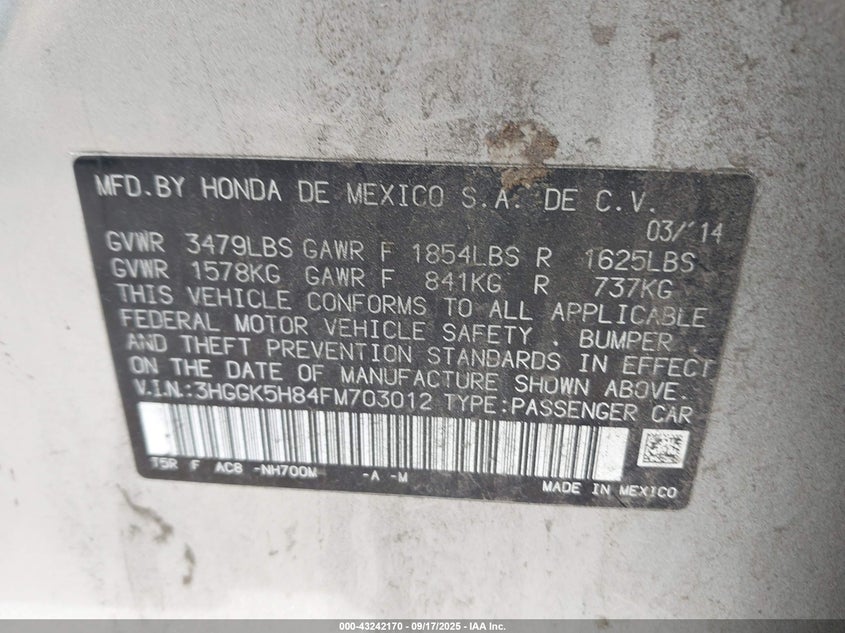 MFD.BY HONDA DE MEXICO S.A. DE C.V.
03/'14
GVWR 3479LBS GAWR F 1854LBS R 1625LBS
GVWR 1578KG GAWR F 841KG R 737KG
THIS VEHICLE CONFORMS TO ALL APPLICABLE
FEDERAL MOTOR VEHICLE SAFETY . BUMPER
AND THEFT PREVENTION STANDARDS IN EFFECT
ON THE DATE OF MANUFACTURE SHOWN ABOVE.
V.I.N.:3HGGK5H84FM703012 TYPE:PASSENGER CAR
T5R F AC8 -NH700M -A -M
MADE IN MEXICO
000-43242170 - 09/17/2025 - IAA Inc.